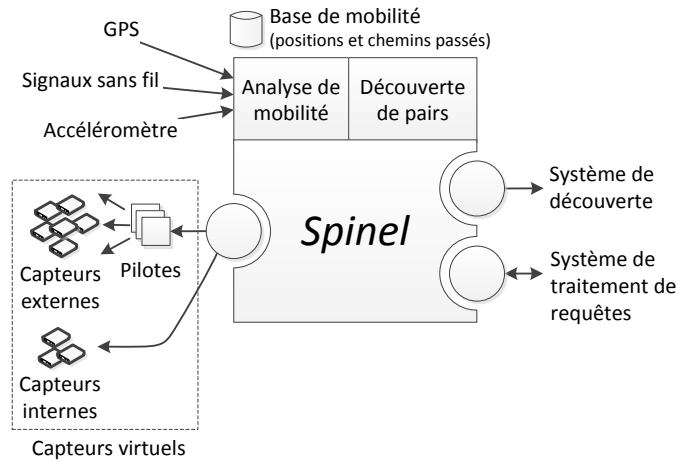 GPS
Base de mobilité
(positions et chemins passés)
Signaux sans fil
Accéléromètre
Analyse de
mobilité
Découverte
de pairs
Spinel
Système de
découverte
Système de
traitement de
requêtes
Pilotes
Capteurs
externes
Capteurs
internes
Capteurs virtuels